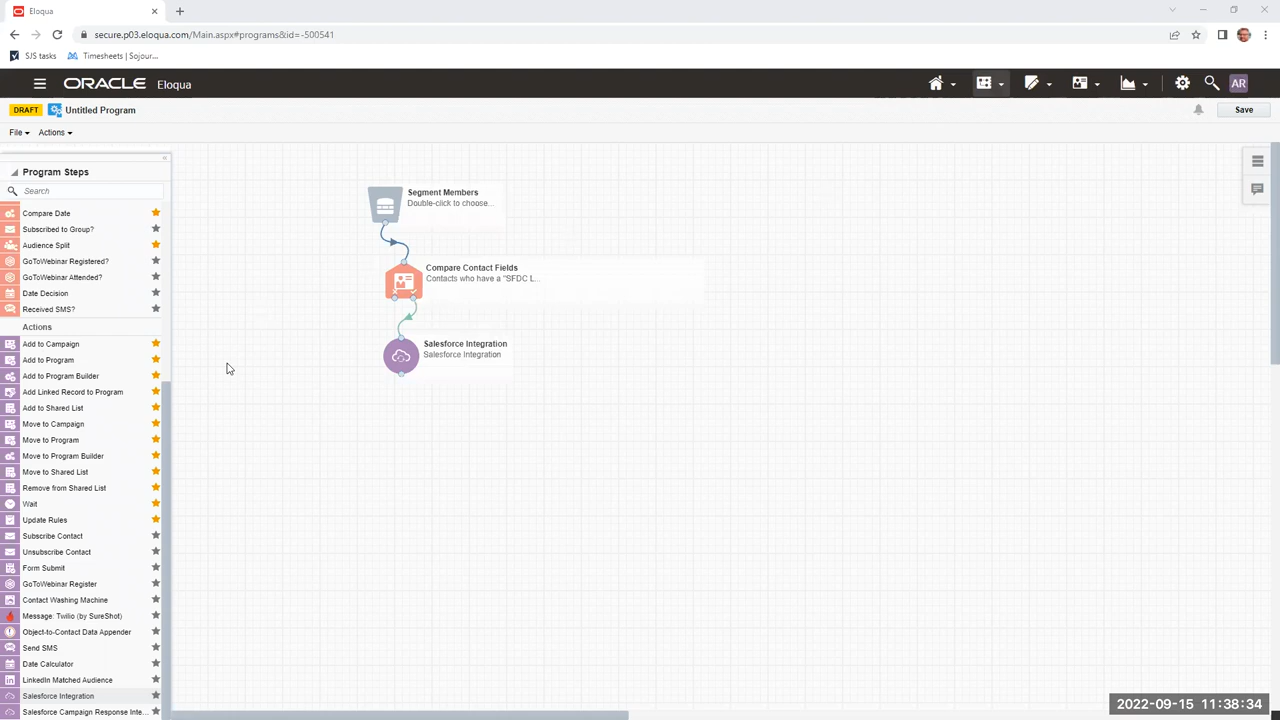 Eloqua
secure.p03.eloqua.com/Main.aspx#programs&id=-500541
SJS tasks
Timesheets | Sojour...
ORACLE Eloqua
AR
DRAFT Untitled Program
Save
File Actions
Program Steps
Search
Compare Date
Subscribed to Group?
Audience Split
GoToWebinar Registered?
GoToWebinar Attended?
Date Decision
Received SMS?
Actions
Add to Campaign
Add to Program
Add to Program Builder
Add Linked Record to Program
Add to Shared List
Move to Campaign
Move to Program
Move to Program Builder
Move to Shared List
Remove from Shared List
Wait
Update Rules
Subscribe Contact
Unsubscribe Contact
Form Submit
GoToWebinar Register
Contact Washing Machine
Message: Twilio (by SureShot)
Object-to-Contact Data Appender
Send SMS
Date Calculator
LinkedIn Matched Audience
Salesforce Integration
Salesforce Campaign Response Inte...
Segment Members
Double-click to choose...
Compare Contact Fields
Contacts who have a "SFDC L...
Salesforce Integration
Salesforce Integration
2022-09-15 11:38:34